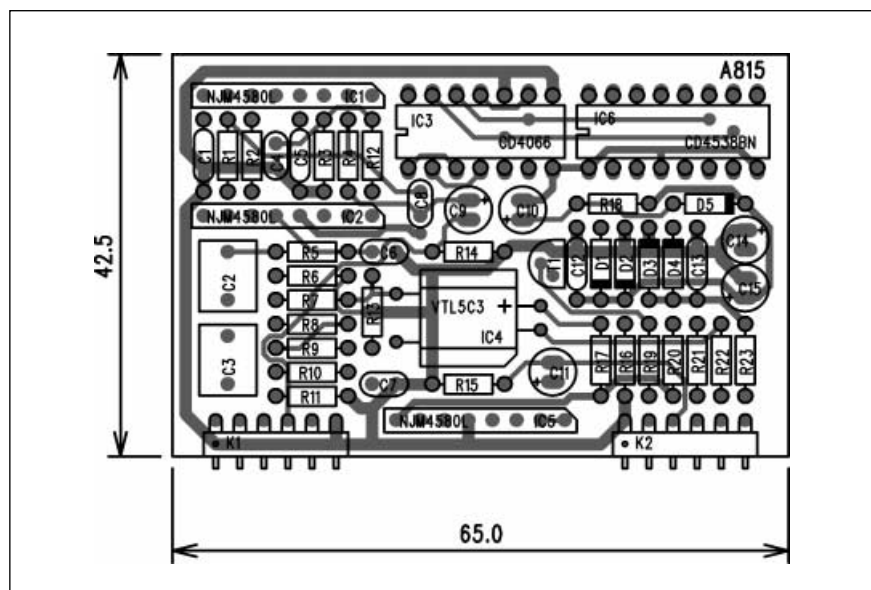 A815
NJM4580L IC1
IC3 CD4066
IC6 CD4538BN
C1 R1 R2 C4 C5 R3 R4 R12
NJM4580L IC2
C8 C9 C10 R18 D5
C2 R5 C6 R14 T1 C12 D1 D2 D3 D4 C13 C14
R6
R7 R13 VTL5C3 + C15
C3 R8 IC4
R9 R17 R16 R19 R20 R21 R22 R23
R10 C7 R15 C11
R11
NJM4580L IC5
K1 K2
42.5
65.0